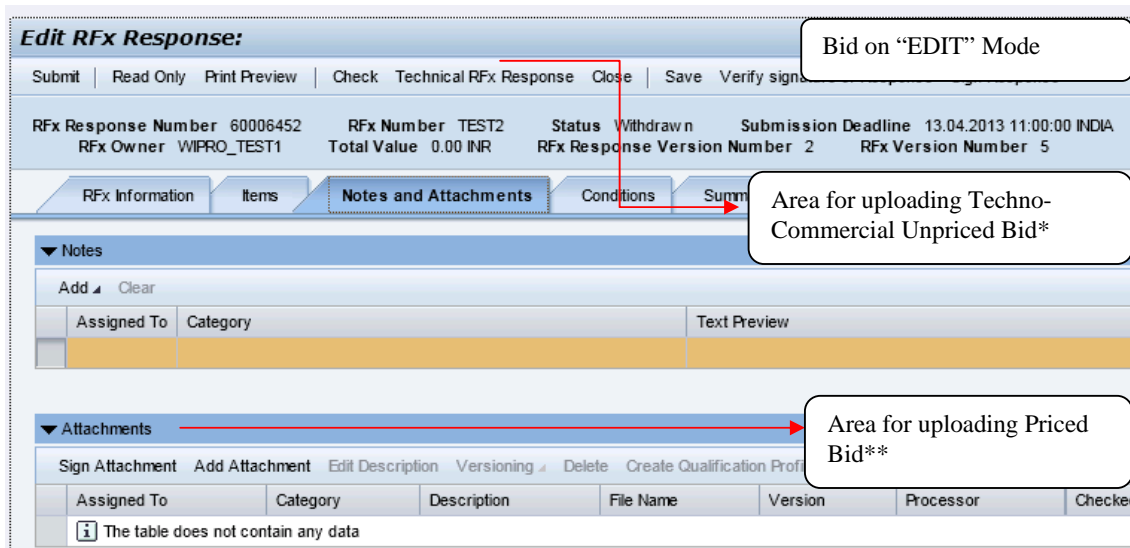 Edit RFx Response:
Bid on “EDIT” Mode
Submit | Read Only Print Preview | Check Technical RFx Response Close | Save Verify
RFx Response Number 60006452 RFx Number TEST2 Status Withdrawn Submission Deadline 13.04.2013 11:00:00 INDIA
RFx Owner WIPRO_TEST1 Total Value 0.00 INR RFx Response Version Number 2 RFx Version Number 5
RFx Information Items Notes and Attachments Conditions
Area for uploading Techno-
Commercial Unpriced Bid*
Notes
Add Clear
Assigned To Category Text Preview
Area for uploading Priced
Bid**
Attachments
Sign Attachment Add Attachment Edit Description Versioning Delete Create Qualification
Assigned To Category Description File Name Version Processor
The table does not contain any data